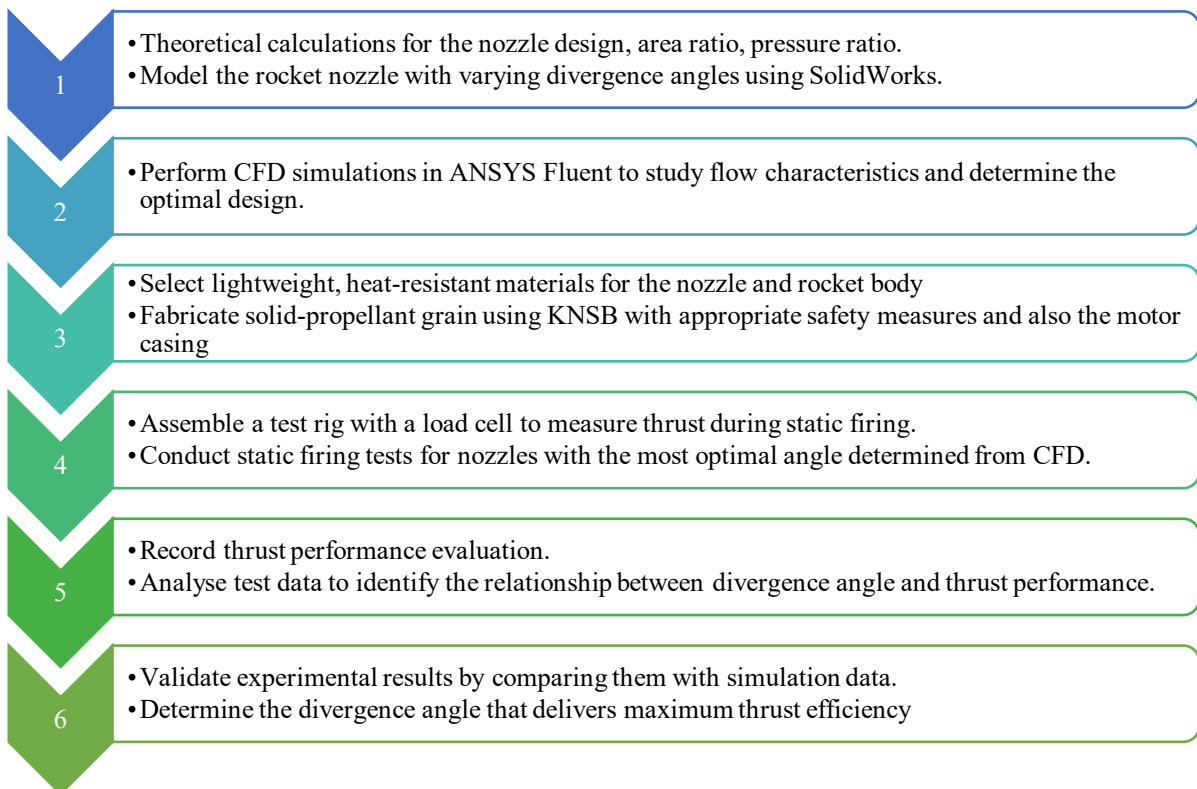 1
•Theoretical calculations for the nozzle design, area ratio, pressure ratio.
•Model the rocket nozzle with varying divergence angles using SolidWorks.
2
•Perform CFD simulations in ANSYS Fluent to study flow characteristics and determine the
optimal design.
3
•Select lightweight, heat-resistant materials for the nozzle and rocket body
•Fabricate solid-propellant grain using KNSB with appropriate safety measures and also the motor
casing
4
•Assemble a test rig with a load cell to measure thrust during static firing.
•Conduct static firing tests for nozzles with the most optimal angle determined from CFD.
5
•Record thrust performance evaluation.
•Analyse test data to identify the relationship between divergence angle and thrust performance.
6
•Validate experimental results by comparing them with simulation data.
•Determine the divergence angle that delivers maximum thrust efficiency